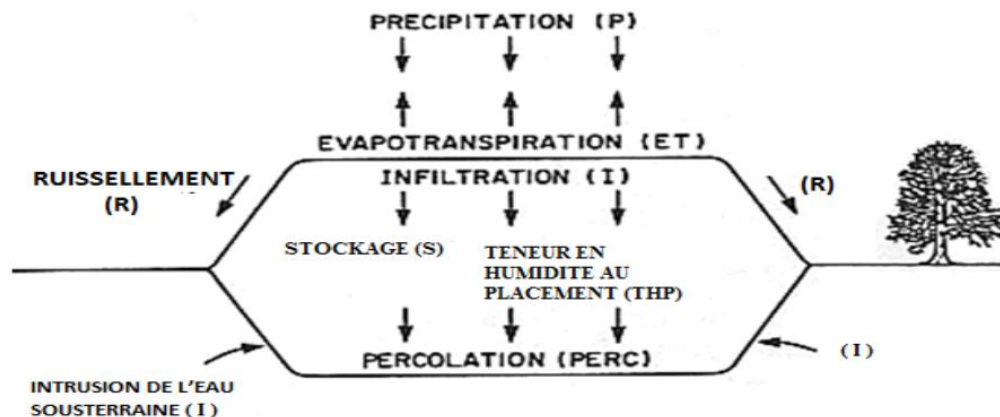 PRECIPITATION (P)
EVAPOTRANSPIRATION (ET)
RUISSELLEMENT
(R)
INFILTRATION (I)
(R)
STOCKAGE (S)
TENEUR EN
HUMIDITE AU
PLACEMENT (THP)
PERCOLATION (PERC)
(I)
INTRUSION DE L'EAU
SOUSTERRAINE (I)